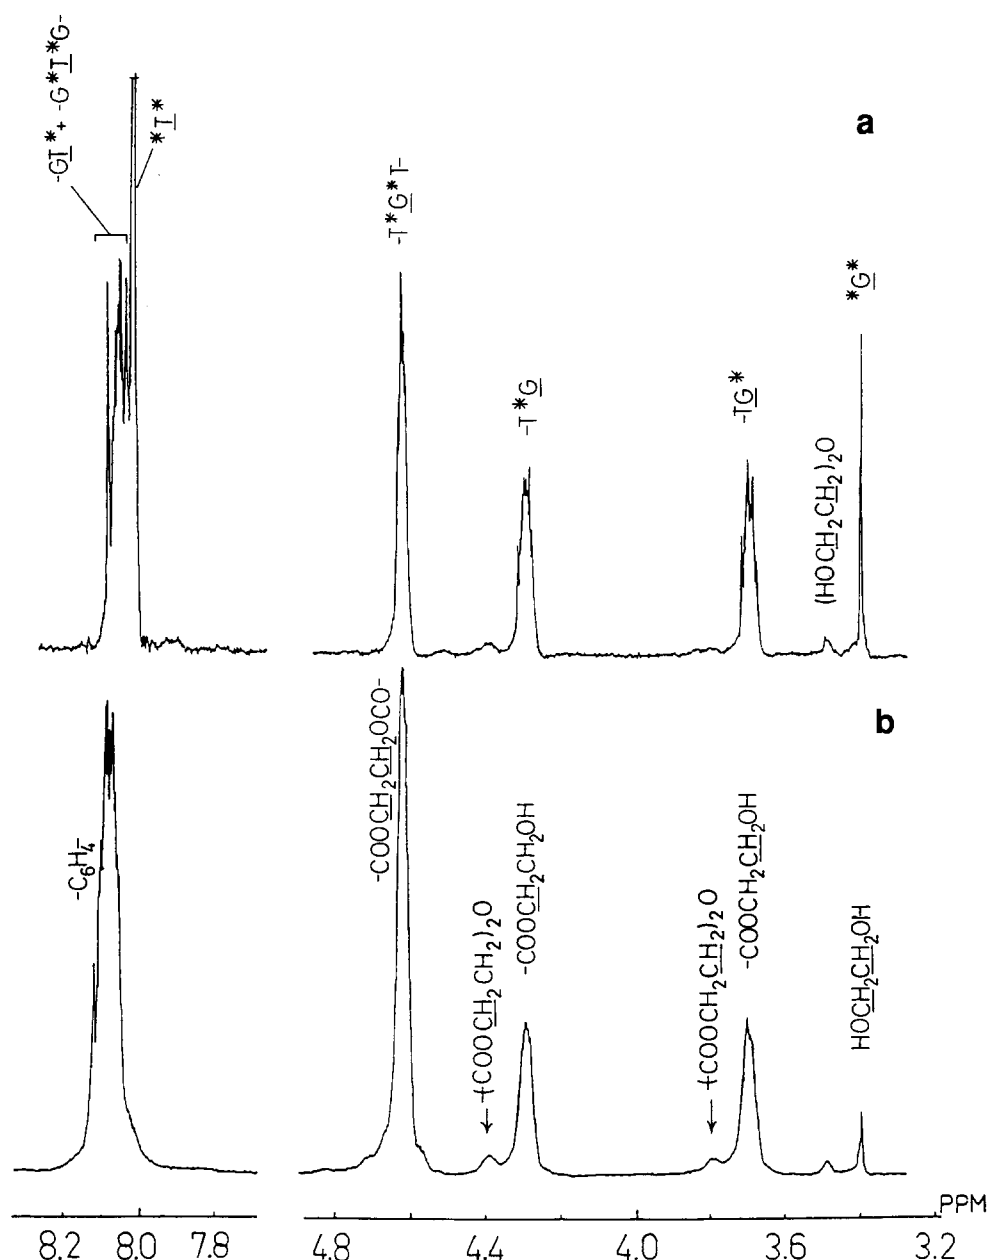 -GT*+ -G*T*G-
*T*
a
-T*G*T-
-T*G
-TG*
(HOCH2CH2)2O
*G*
b
-C6H4-
-COOCH2CH2OCO-
(COOCH2CH2)2O
-COOCH2CH2OH
(COOCH2CH2)2O
-COOCH2CH2OH
HOCH2CH2OH
PPM
8.2 8.0 7.8 4.8 4.4 4.0 3.6 3.2